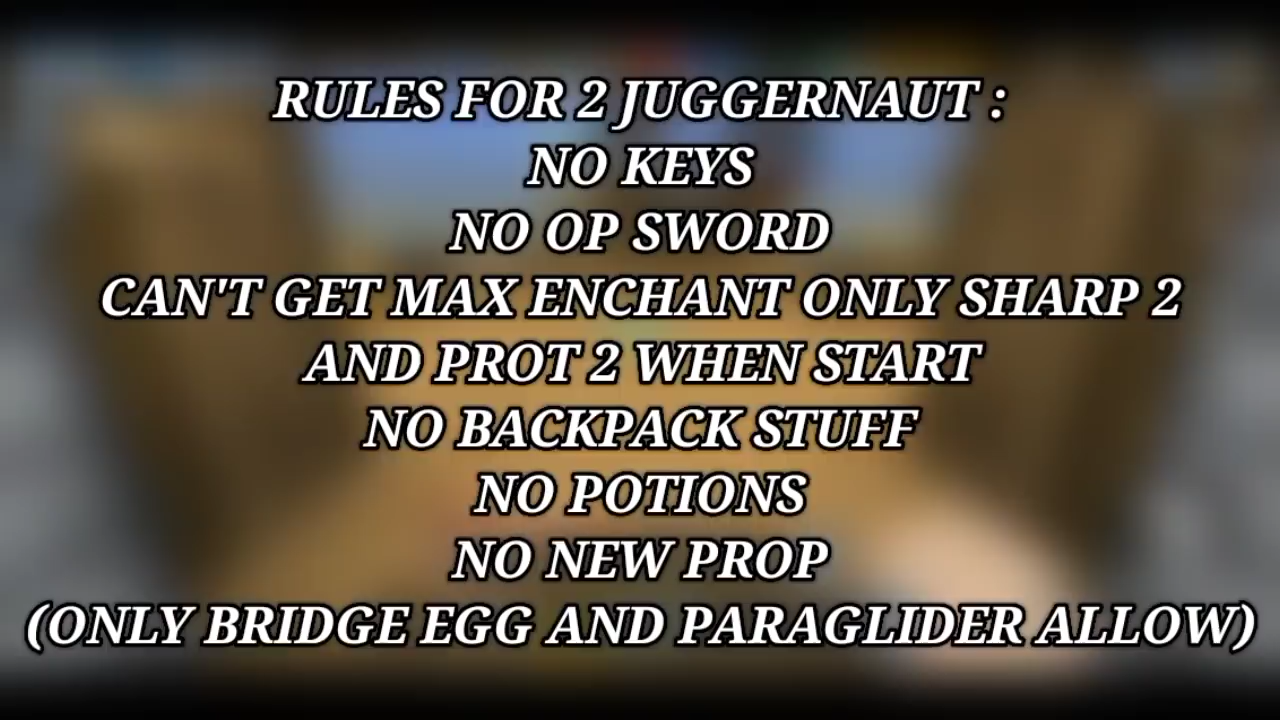 RULES FOR 2 JUGGERNAUT :
NO KEYS
NO OP SWORD
CAN'T GET MAX ENCHANT ONLY SHARP 2
AND PROT 2 WHEN START
NO BACKPACK STUFF
NO POTIONS
NO NEW PROP
(ONLY BRIDGE EGG AND PARAGLIDER ALLOW)